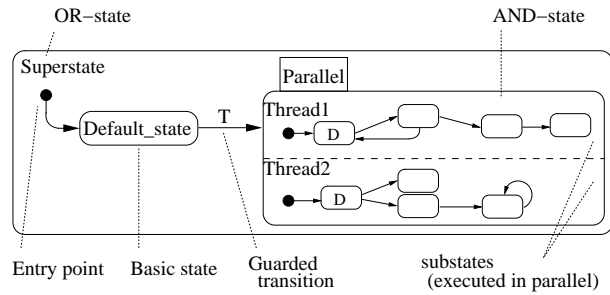 OR−state
AND−state
Superstate
Parallel
Thread1
T
Default_state
D
Thread2
D
Entry point
Basic state
Guarded
transition
substates
(executed in parallel)